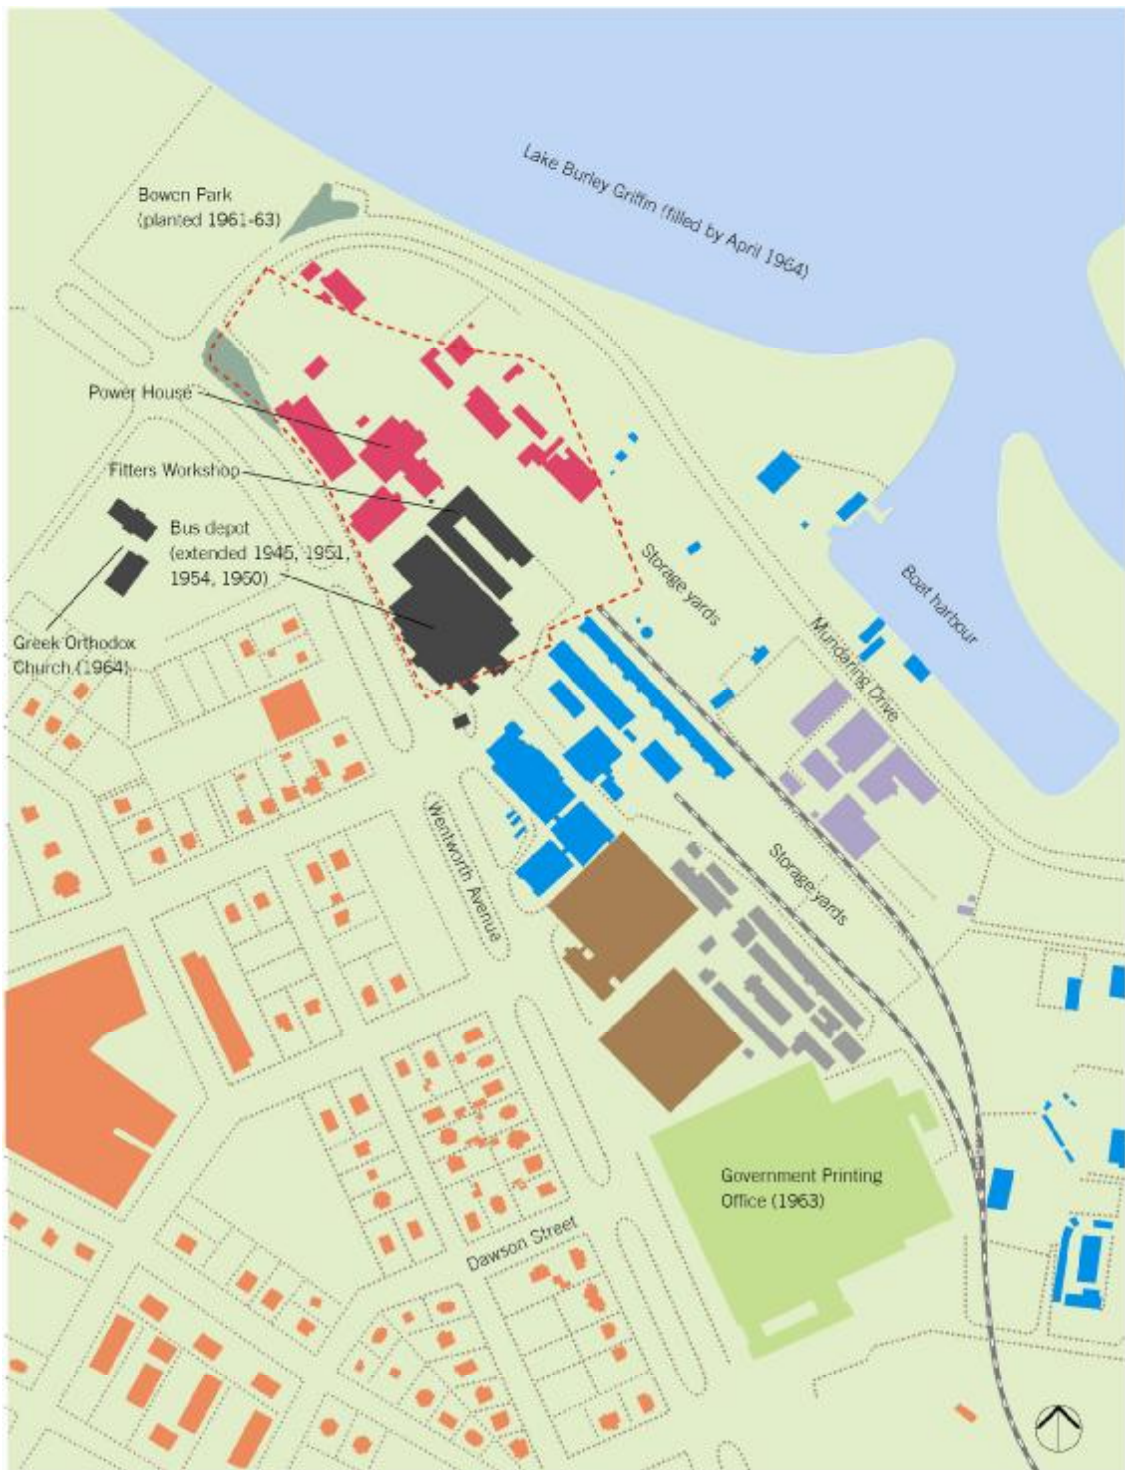 Lake Burley Griffin (filled by April 1964)
Bowen Park
(planted 1961-63)
Power House
Fitters Workshop
Bus depot
(extended 1945, 1951,
1954, 1960)
Greek Orthodox
Church (1964)
Storage yards
Boat harbour
Mundaring Drive
Wentworth Avenue
Storage yards
Government Printing
Office (1963)
Dawson Street